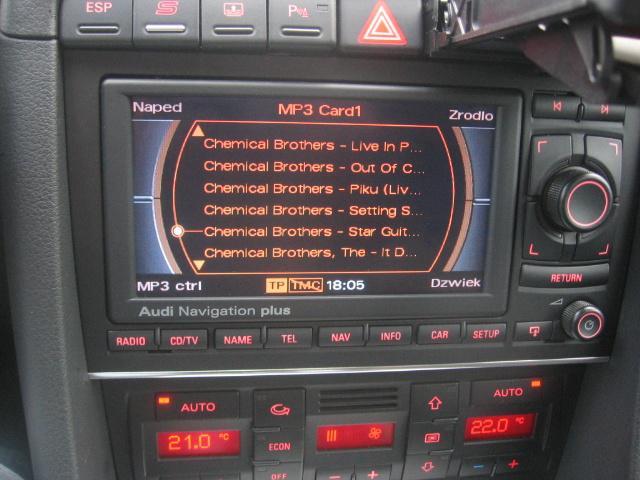 ESP
S
P
Naped
MP3 Card1
Zrodlo
Chemical Brothers - Live In P...
Chemical Brothers - Out Of C...
Chemical Brothers - Piku (Liv...
Chemical Brothers - Setting S...
Chemical Brothers - Star Guit...
Chemical Brothers, The - It D...
MP3 ctrl
TP TMC 18:05
Dzwiek
RETURN
Audi Navigation plus
RADIO CD/TV NAME TEL NAV INFO CAR SETUP
AUTO
AUTO
21.0 °C
ECON
22.0 °C
OFF
- +
- +